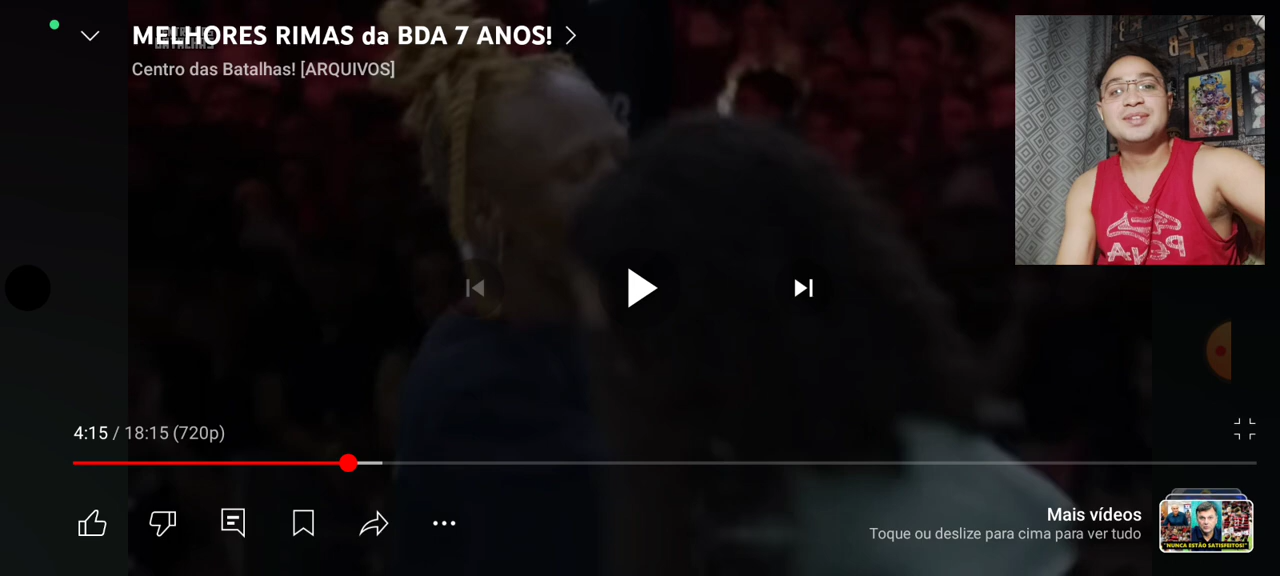 MELHORES RIMAS da BDA 7 ANOS!
Centro das Batalhas! [ARQUIVOS]
4:15 / 18:15 (720p)
Mais vídeos
Toque ou deslize para cima para ver tudo
"NUNCA ESTÃO SATISFEITOS!"